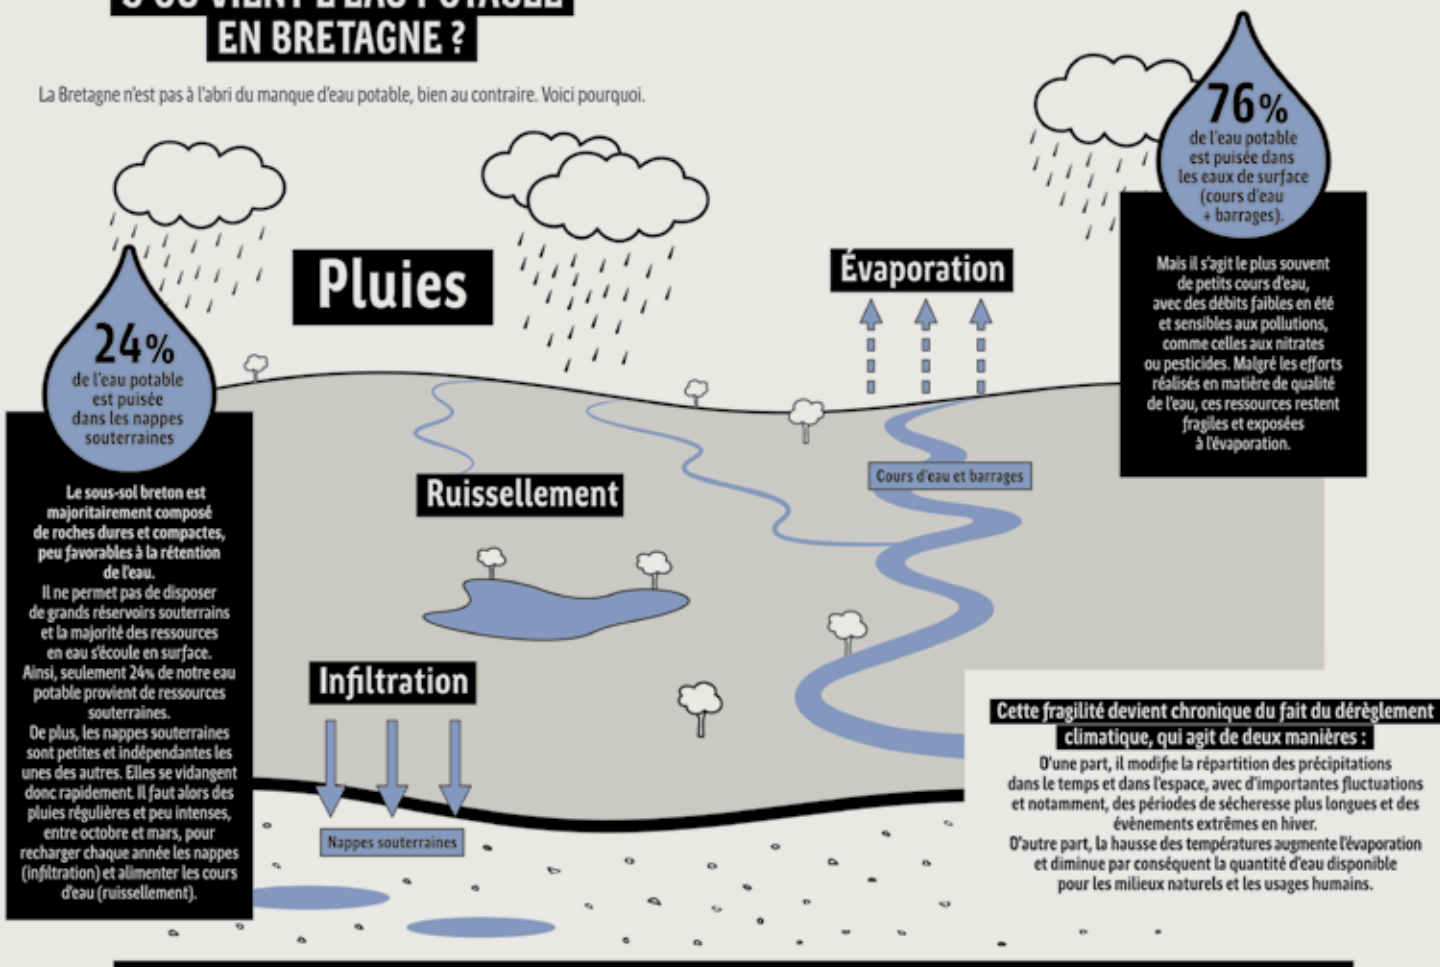 D'OÙ VIENT L'EAU POTABLE
EN BRETAGNE ?
La Bretagne n'est pas à l'abri du manque d'eau potable, bien au contraire. Voici pourquoi.
76%
de l'eau potable
est puisée dans
les eaux de surface
(cours d'eau
+ barrages).
Mais il s'agit le plus souvent
de petits cours d'eau,
avec des débits faibles en été
et sensibles aux pollutions,
comme celles aux nitrates
ou pesticides. Malgré les efforts
réalisés en matière de qualité
de l'eau, ces ressources restent
fragiles et exposées
à l'évaporation.
Pluies
Évaporation
24%
de l'eau potable
est puisée
dans les nappes
souterraines
Le sous-sol breton est
majoritairement composé
de roches dures et compactes,
peu favorables à la rétention
de l'eau.
Il ne permet pas de disposer
de grands réservoirs souterrains
et la majorité des ressources
en eau s'écoule en surface.
Ainsi, seulement 24% de notre eau
potable provient de ressources
souterraines.
De plus, les nappes souterraines
sont petites et indépendantes les
unes des autres. Elles se vidangent
donc rapidement. Il faut alors des
pluies régulières et peu intenses,
entre octobre et mars, pour
recharger chaque année les nappes
(infiltration) et alimenter les cours
d'eau (ruissellement).
Cours d'eau et barrages
Ruissellement
Infiltration
Nappes souterraines
Cette fragilité devient chronique du fait du dérèglement
climatique, qui agit de deux manières :
D'une part, il modifie la répartition des précipitations
dans le temps et dans l'espace, avec d'importantes fluctuations
et notamment, des périodes de sécheresse plus longues et des
évènements extrêmes en hiver.
D'autre part, la hausse des températures augmente l'évaporation
et diminue par conséquent la quantité d'eau disponible
pour les milieux naturels et les usages humains.